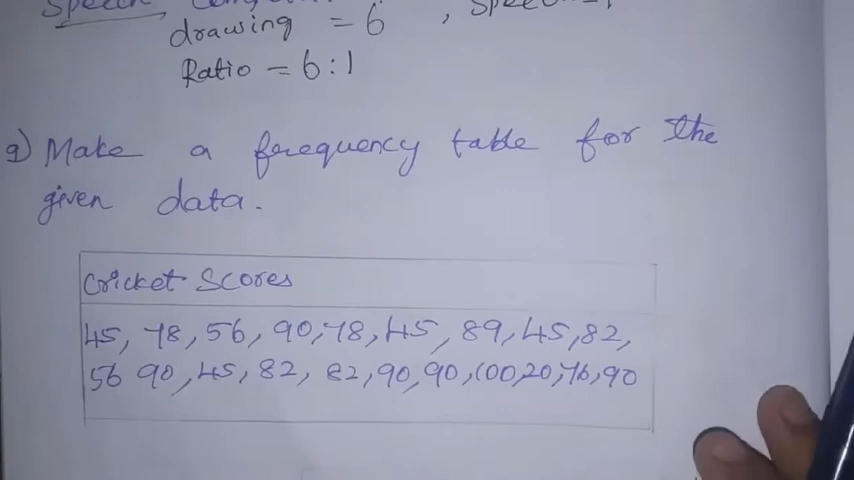 Speech
drawing = 6 ,
Ratio = 6:1
9) Make a frequency table for the
given data.
Cricket Scores
45, 78, 56, 90, 78, 45, 89, 45, 82,
56 90, 45, 82, 82, 90, 90, 100, 20, 76, 90